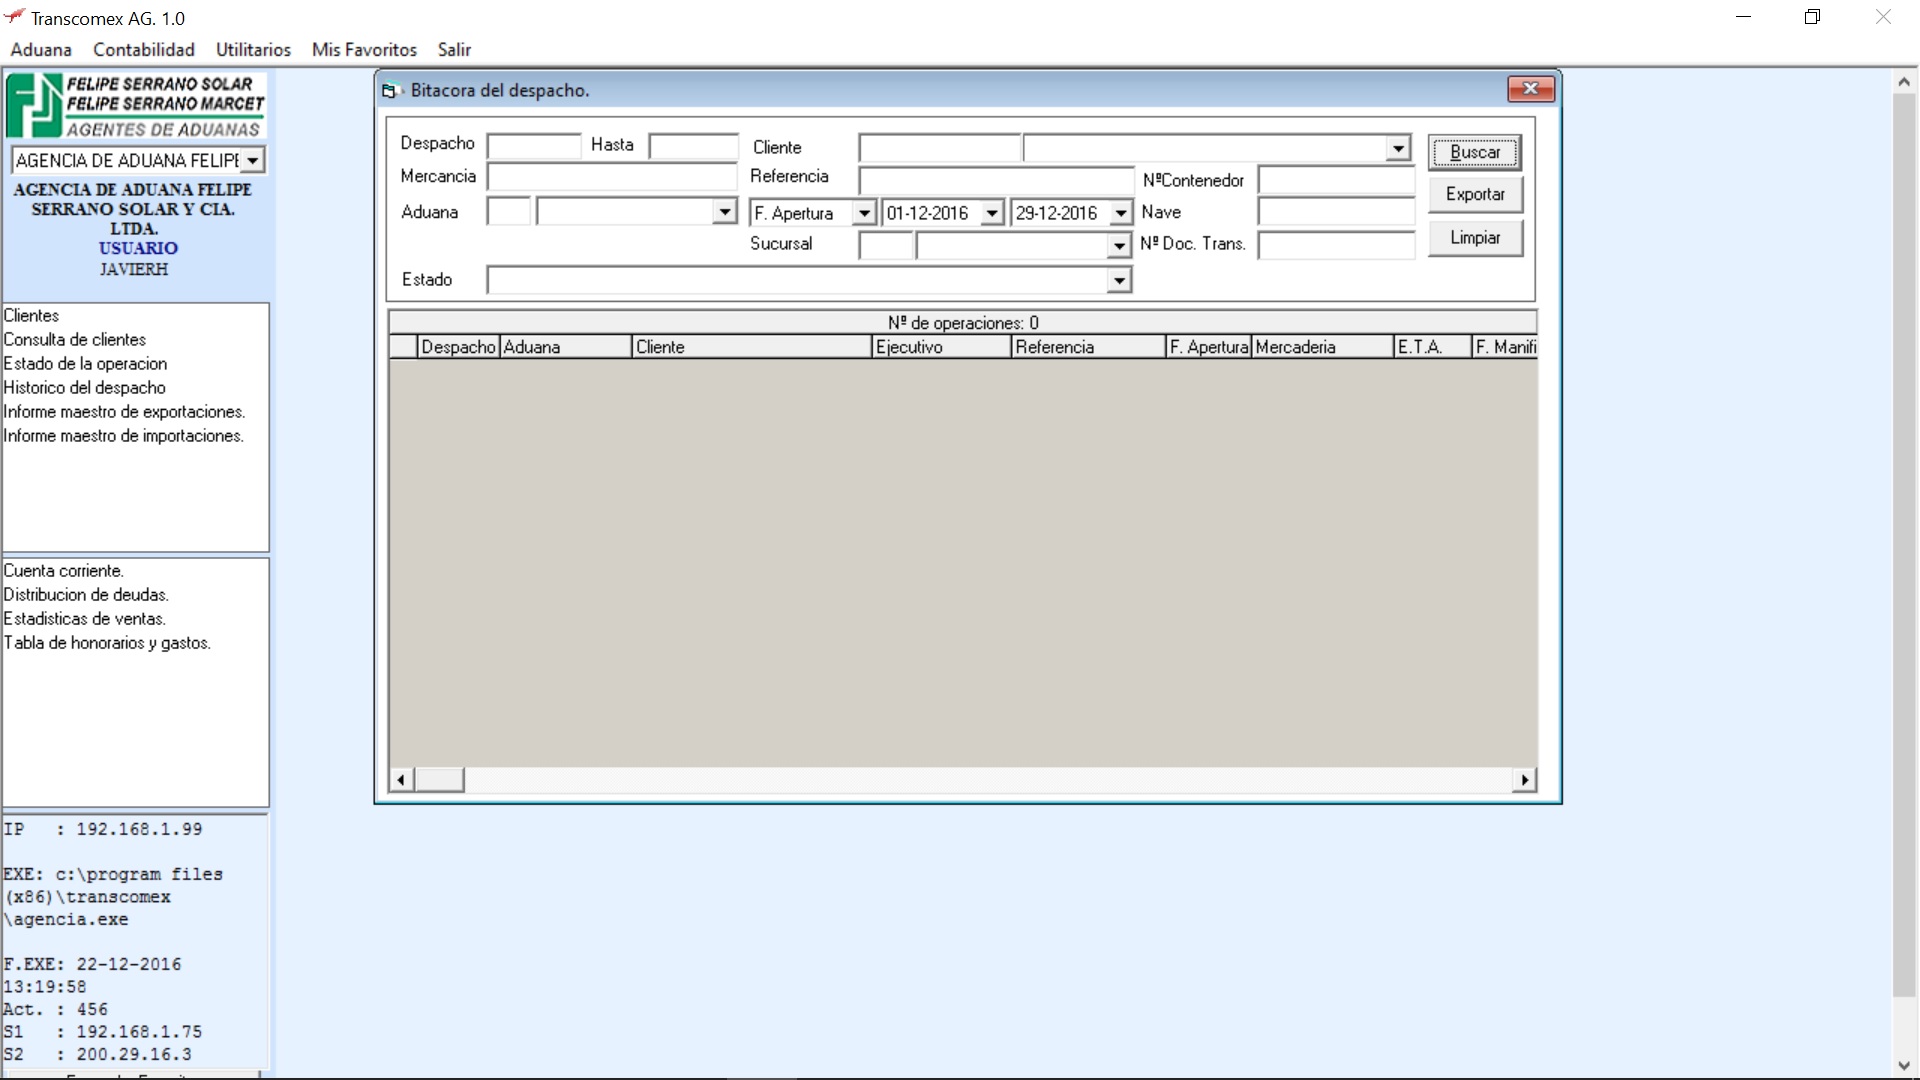 Transcomex AG. 1.0
Aduana Contabilidad Utilitarios Mis Favoritos Salir
FELIPE SERRANO SOLAR
FELIPE SERRANO MARCET
AGENTES DE ADUANAS
AGENCIA DE ADUANA FELIPE
AGENCIA DE ADUANA FELIPE
SERRANO SOLAR Y CIA.
LTDA.
USUARIO
JAVIERH
Clientes
Consulta de clientes
Estado de la operacion
Historico del despacho
Informe maestro de exportaciones.
Informe maestro de importaciones.
Cuenta corriente.
Distribucion de deudas.
Estadisticas de ventas.
Tabla de honorarios y gastos.
IP : 192.168.1.99
EXE: c:\program files
(x86)\transcomex
\agencia.exe
F.EXE: 22-12-2016
13:19:58
Act. : 456
S1 : 192.168.1.75
S2 : 200.29.16.3
Bitacora del despacho.
Despacho Hasta Cliente Buscar
Mercancia Referencia NºContenedor Exportar
Aduana F. Apertura 01-12-2016 29-12-2016 Nave
Sucursal Nº Doc. Trans. Limpiar
Estado
Nº de operaciones: 0
Despacho Aduana Cliente Ejecutivo Referencia F. Apertura Mercaderia E.T.A. F. Manifi